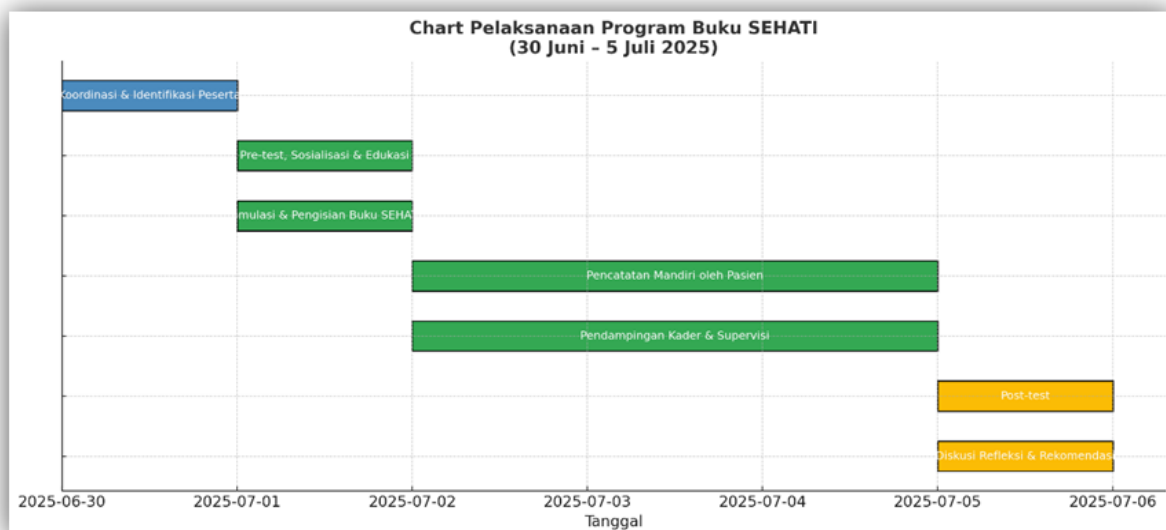 Chart Pelaksanaan Program Buku SEHATI
(30 Juni – 5 Juli 2025)
Koordinasi & Identifikasi Peserta
Pre-test, Sosialisasi & Edukasi
mulasi & Pengisian Buku SEHAT
Pencatatan Mandiri oleh Pasien
Pendampingan Kader & Supervisi
Post-test
Diskusi Refleksi & Rekomendasi
2025-06-30 2025-07-01 2025-07-02 2025-07-03 2025-07-04 2025-07-05 2025-07-06
Tanggal